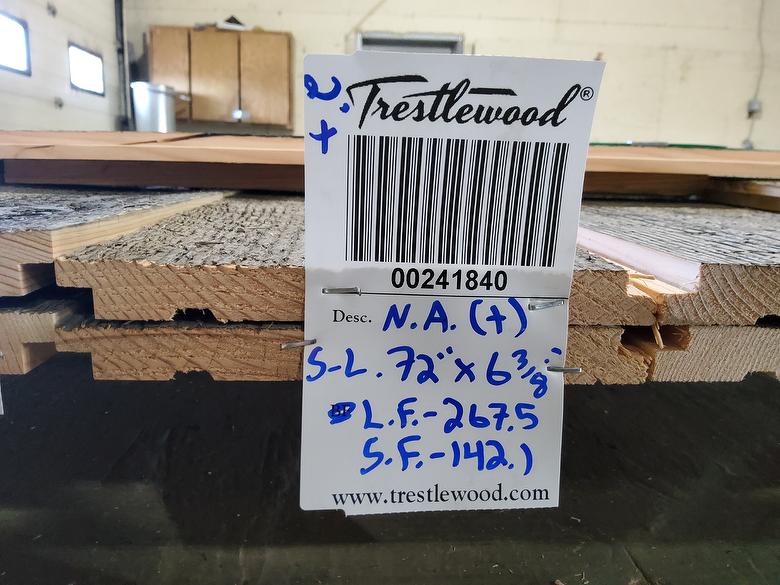 2.
+
Trestlewood®
00241840
Desc. N.A. (+)
S-L. 72" x 6 3/8"
L.F.-267.5
S.F.-142.1
www.trestlewood.com